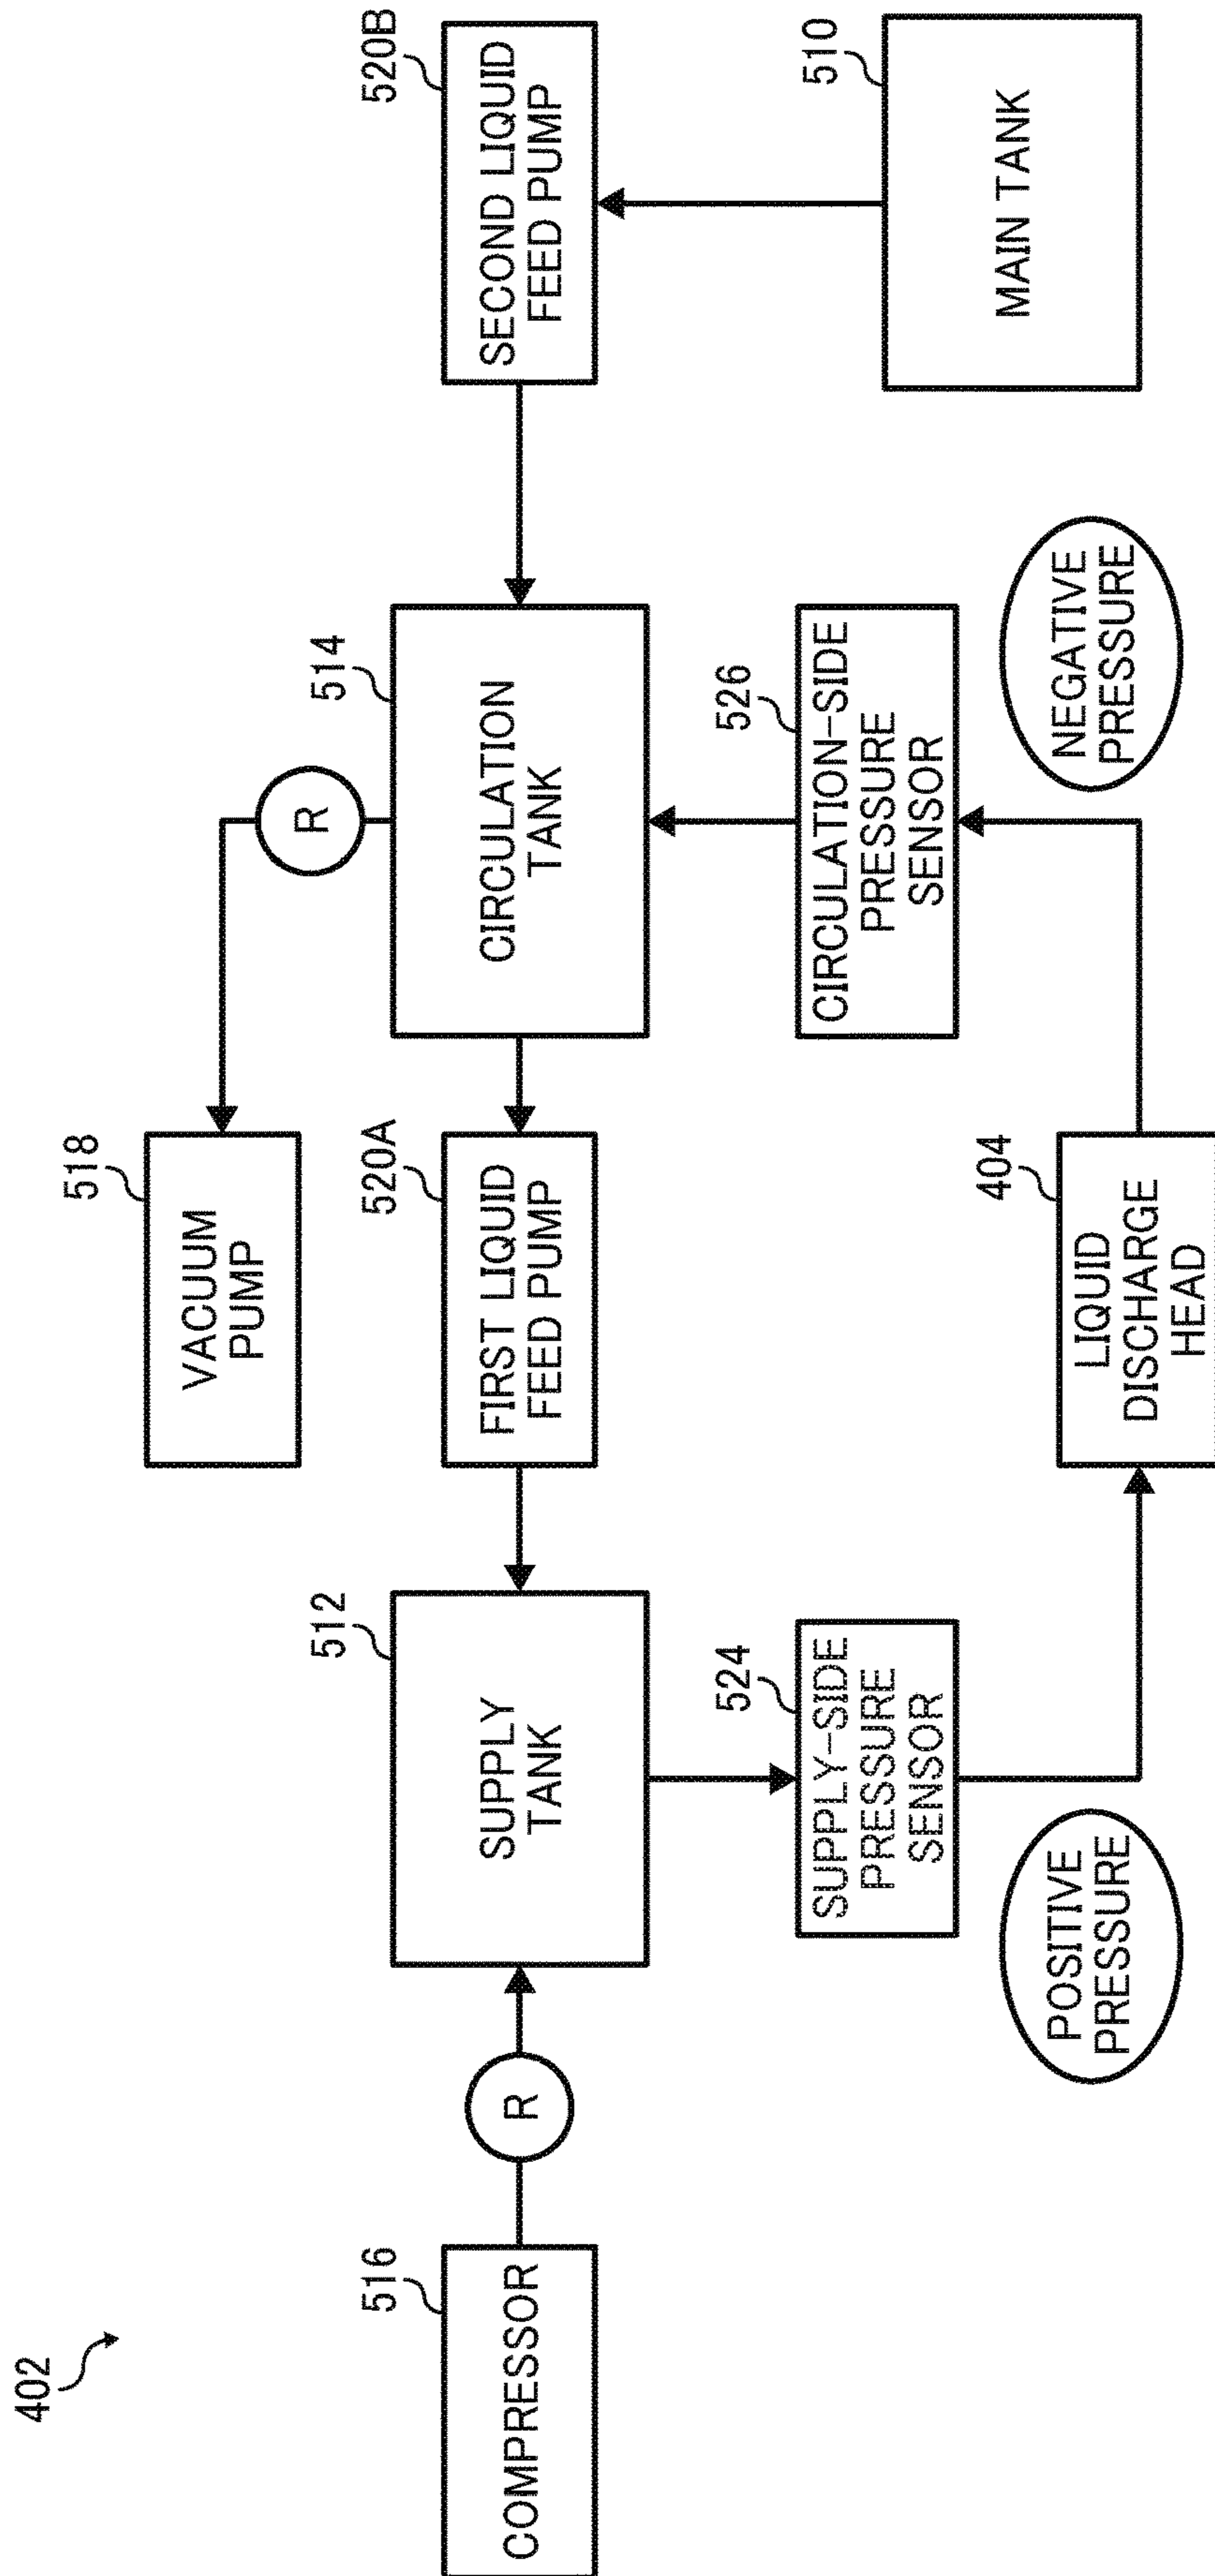 402
516
COMPRESSOR
R
512
SUPPLY
TANK
524
SUPPLY-SIDE
PRESSURE
SENSOR
POSITIVE
PRESSURE
518
VACUUM
PUMP
520A
FIRST LIQUID
FEED PUMP
404
LIQUID
DISCHARGE
HEAD
R
514
CIRCULATION
TANK
526
CIRCULATION-SIDE
PRESSURE
SENSOR
NEGATIVE
PRESSURE
520B
SECOND LIQUID
FEED PUMP
510
MAIN TANK